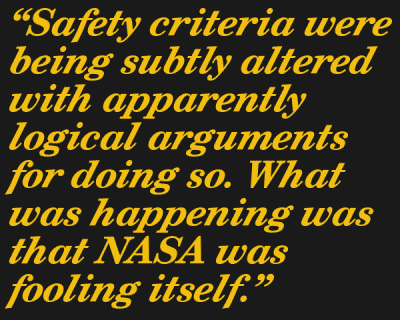 “Safety criteria were
being subtly altered
with apparently
logical arguments
for doing so. What
was happening was
that NASA was
fooling itself.”